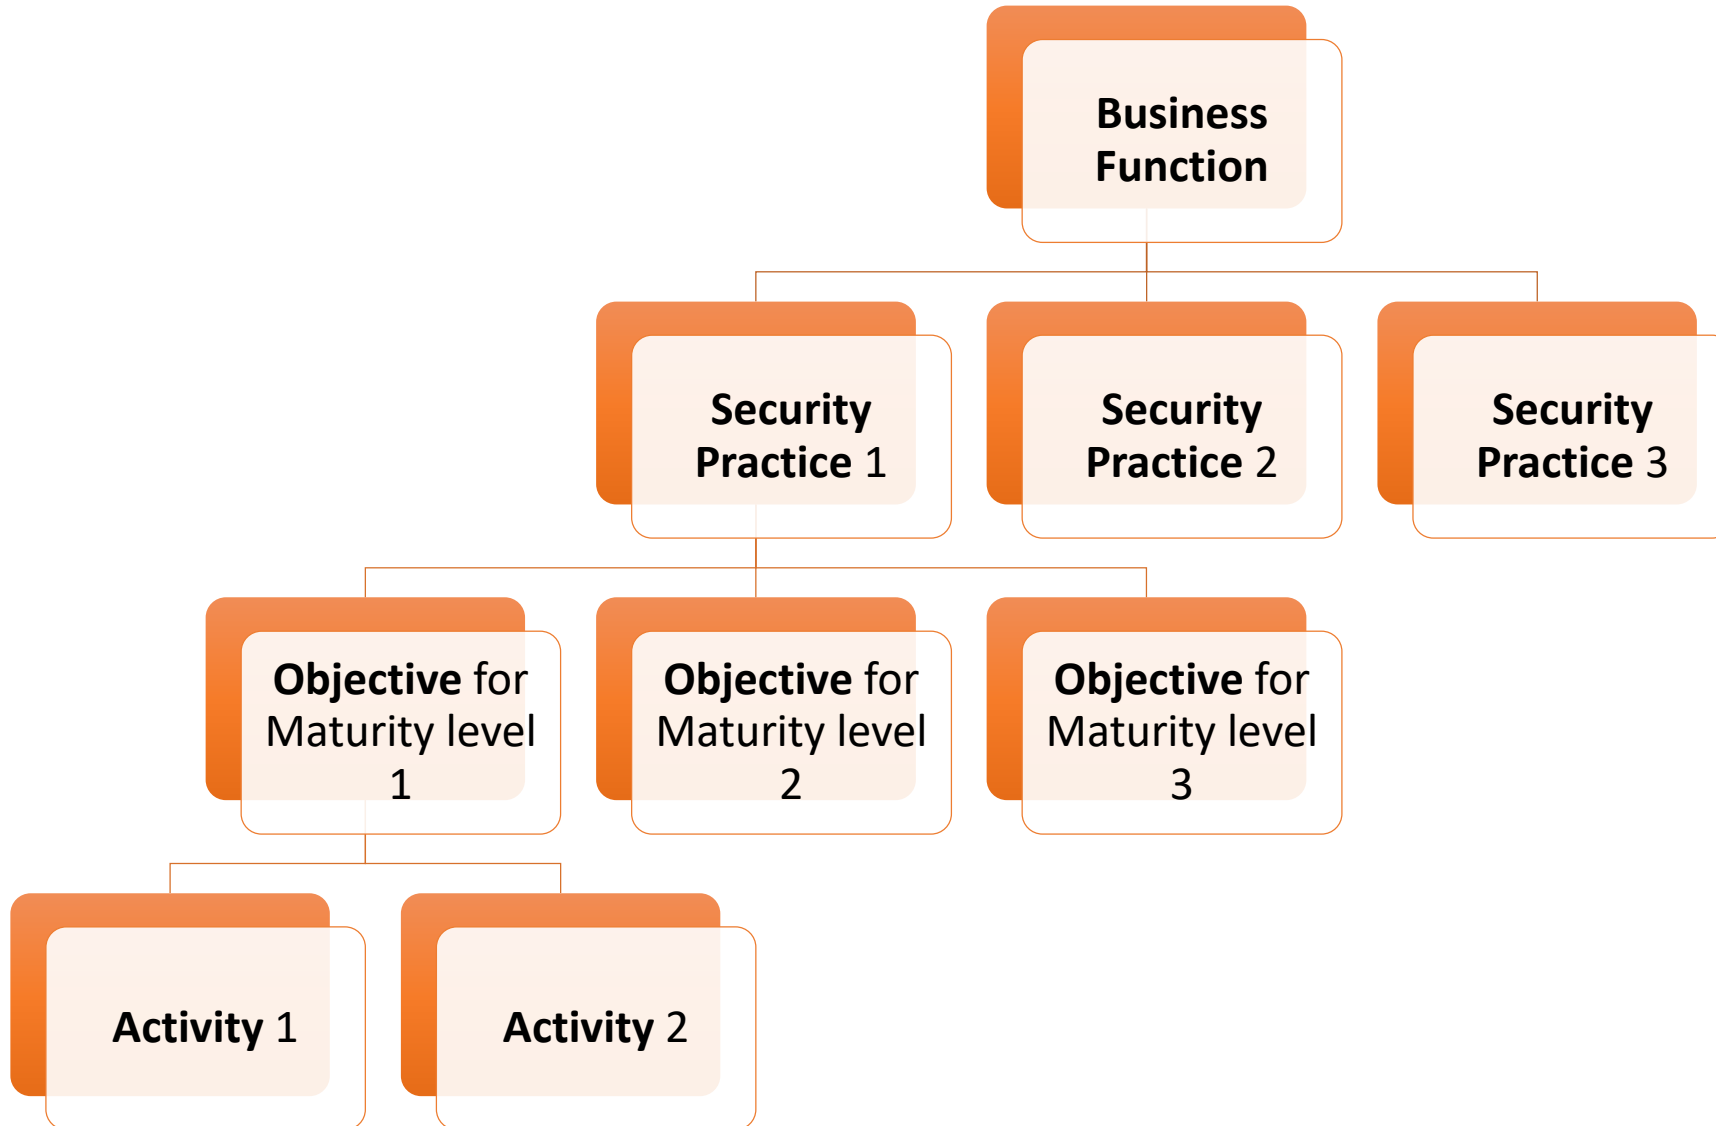 Business
Function
Security
Practice 1
Security
Practice 2
Security
Practice 3
Objective for
Maturity level
1
Objective for
Maturity level
2
Objective for
Maturity level
3
Activity 1
Activity 2